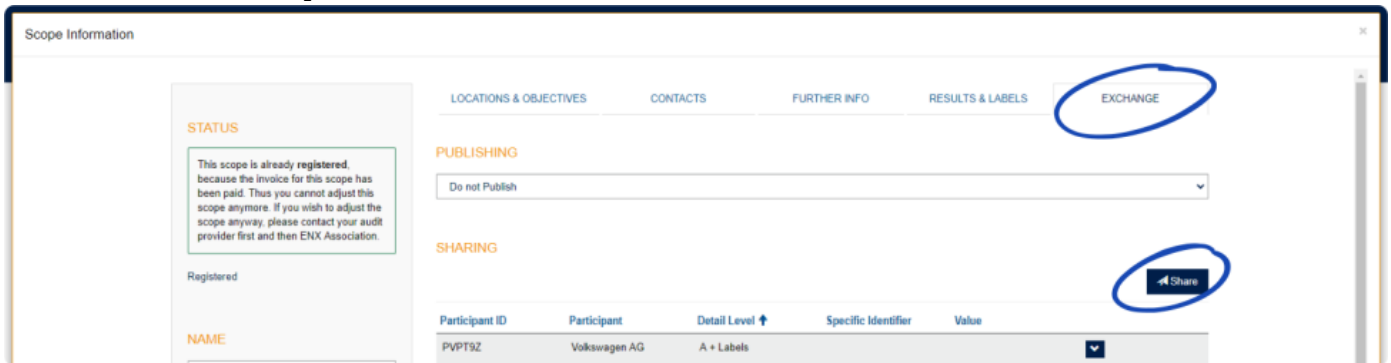 Scope Information
×
LOCATIONS & OBJECTIVES
CONTACTS
FURTHER INFO
RESULTS & LABELS
EXCHANGE
STATUS
This scope is already registered,
because the invoice for this scope has
been paid. Thus you cannot adjust this
scope anymore. If you wish to adjust the
scope anyway, please contact your audit
provider first and then ENX Association.
Registered
NAME
PUBLISHING
Do not Publish
SHARING
Share
Participant ID Participant Detail Level ↑ Specific Identifier Value
PVPT9Z Volkswagen AG A + Labels